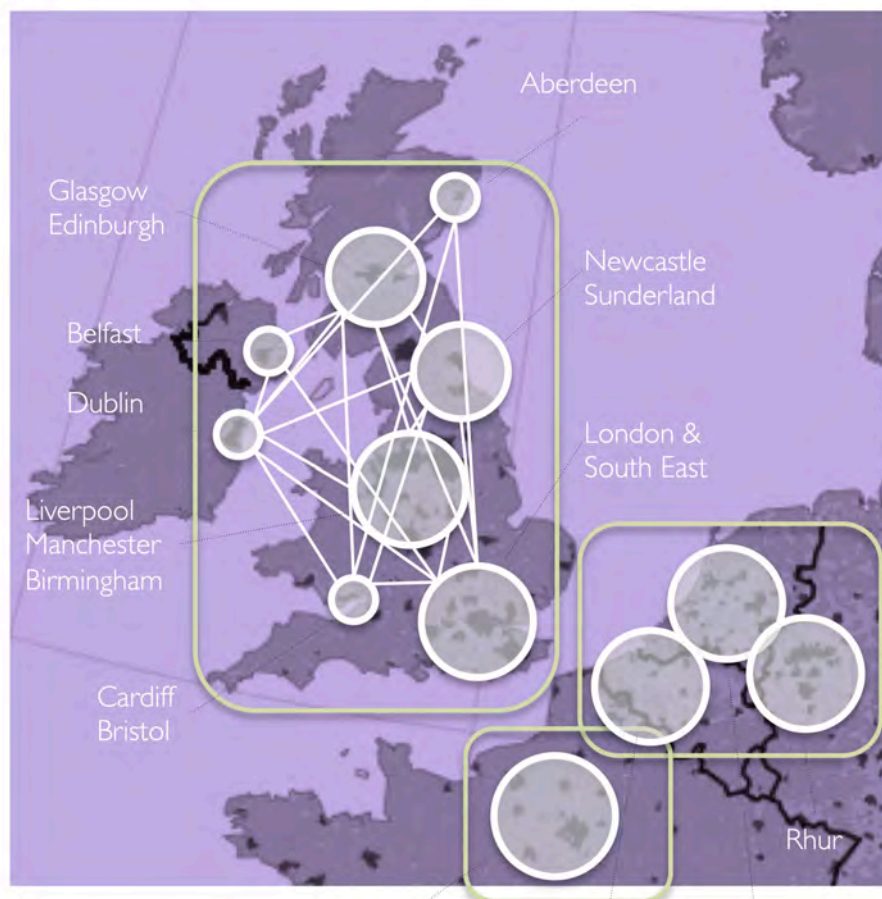 Aberdeen
Glasgow
Edinburgh
Newcastle
Sunderland
Belfast
Dublin
London &
South East
Liverpool
Manchester
Birmingham
Cardiff
Bristol
Rhur